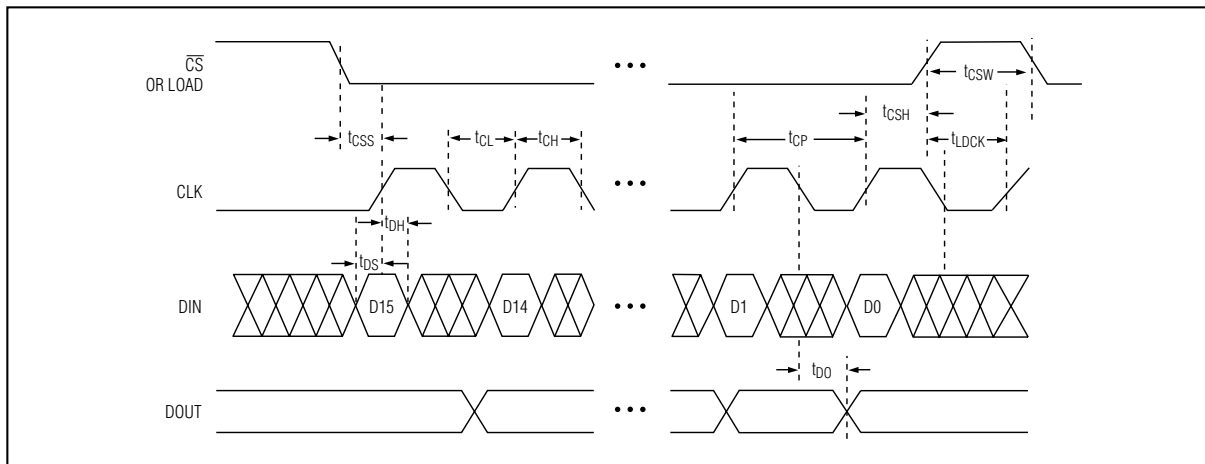 CS
OR LOAD
•••
tCSW
tCSH
tCSS
tCL
tCH
tCP
tLDCK
CLK
•••
tDH
tDS
DIN
D15
D14
•••
D1
D0
tDO
DOUT
•••